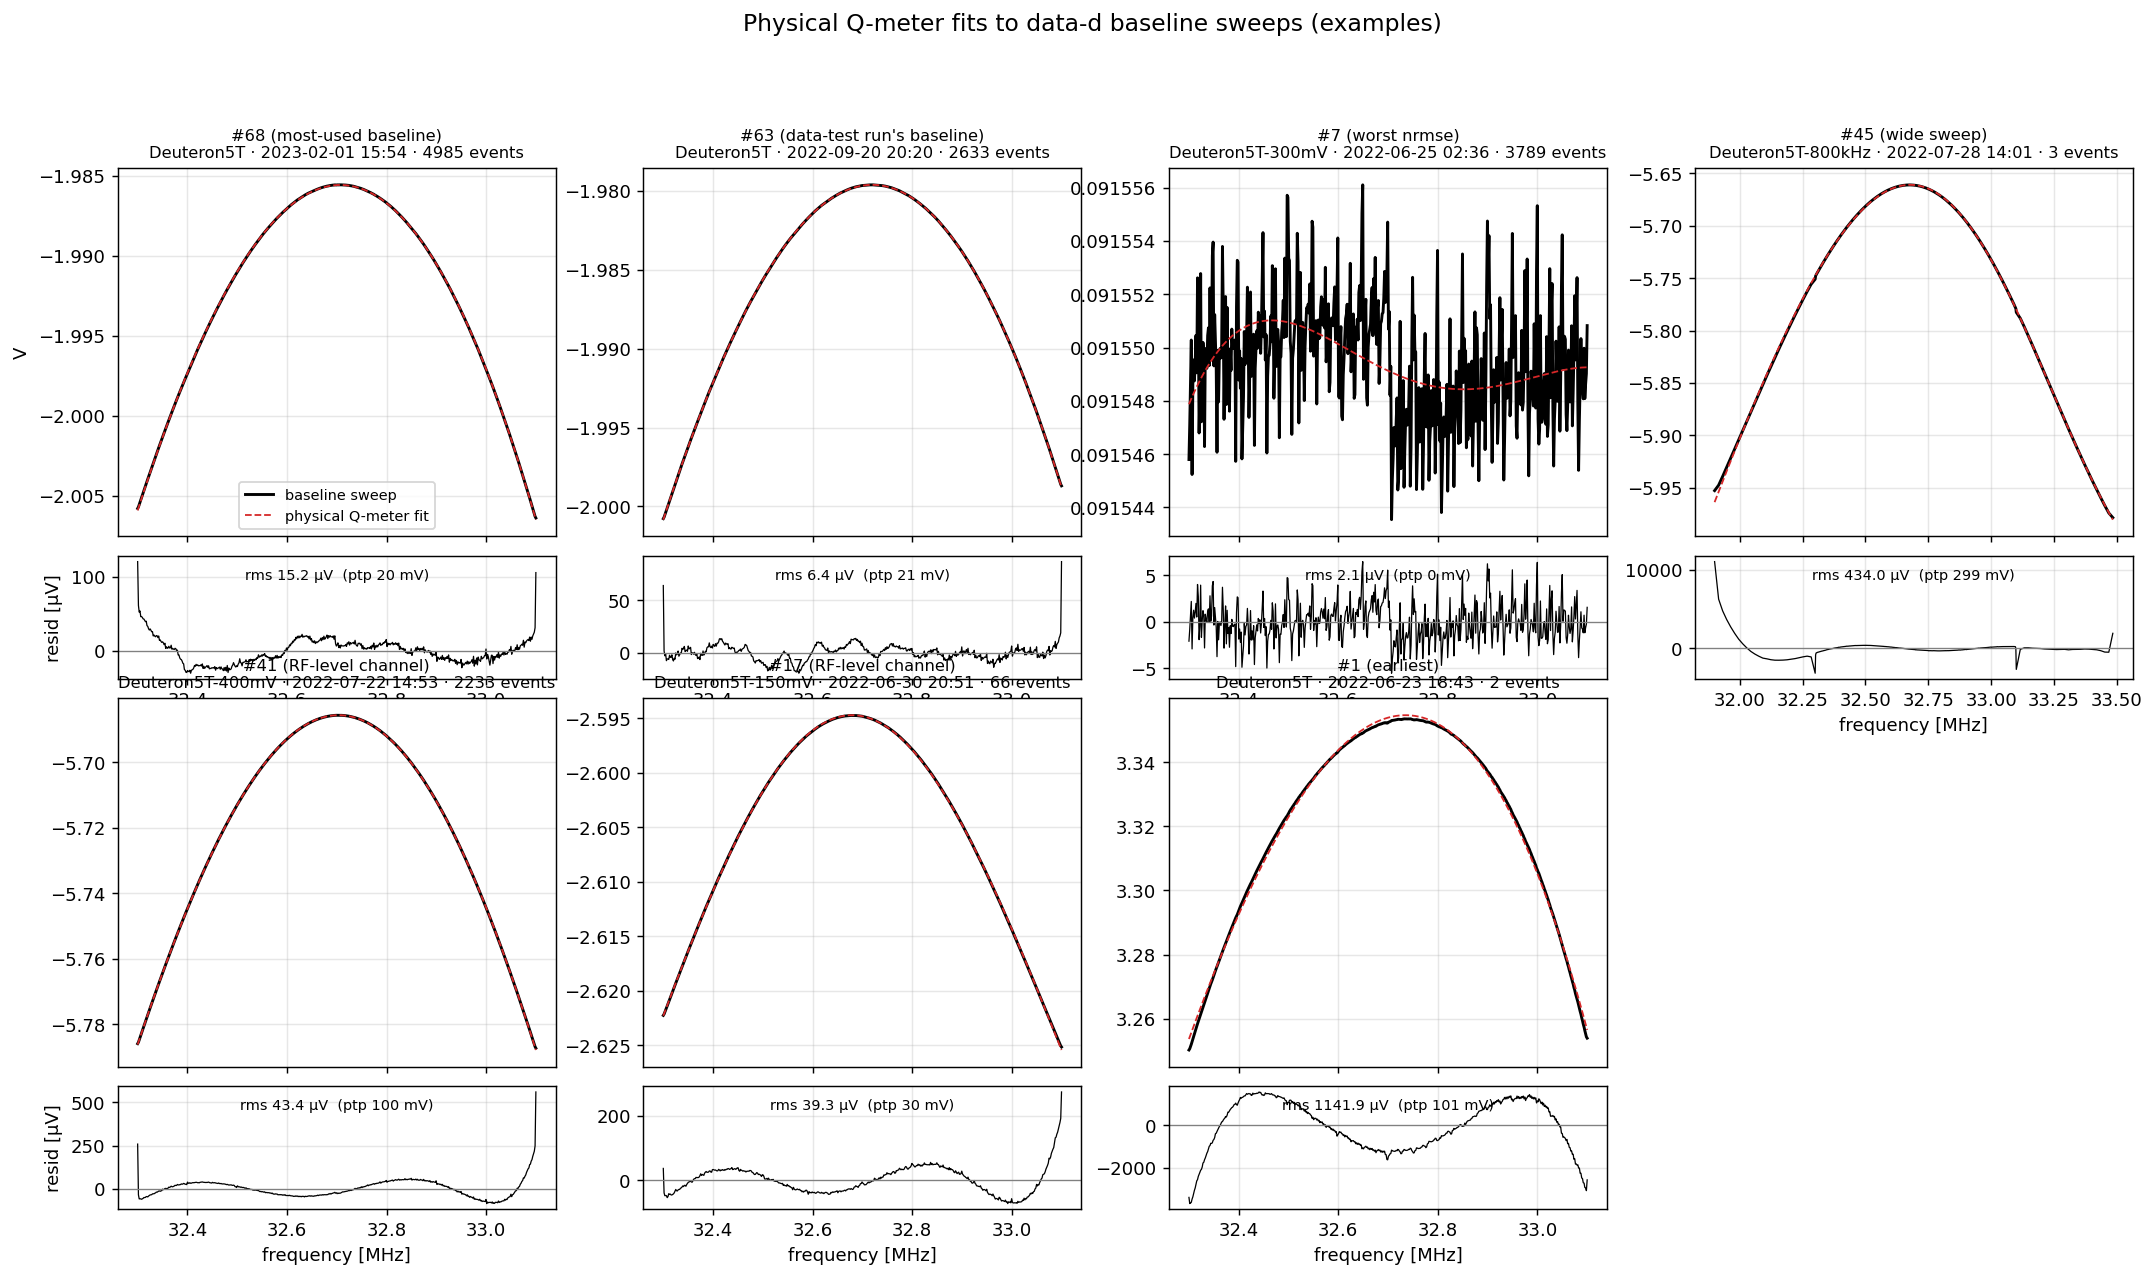 Physical Q-meter fits to data-d baseline sweeps (examples)
#68 (most-used baseline)
Deuteron5T · 2023-02-01 15:54 · 4985 events
−1.985
−1.990
−1.995
−2.000
−2.005
V
baseline sweep
physical Q-meter fit
#63 (data-test run's baseline)
Deuteron5T · 2022-09-20 20:20 · 2633 events
−1.980
−1.985
−1.990
−1.995
−2.000
#7 (worst nrmse)
Deuteron5T-300mV · 2022-06-25 02:36 · 3789 events
0.091556
0.091554
0.091552
0.091550
0.091548
0.091546
0.091544
#45 (wide sweep)
Deuteron5T-800kHz · 2022-07-28 14:01 · 3 events
−5.65
−5.70
−5.75
−5.80
−5.85
−5.90
−5.95
100
0
resid [µV]
rms 15.2 µV (ptp 20 mV)
50
0
rms 6.4 µV (ptp 21 mV)
5
0
−5
rms 2.1 µV (ptp 0 mV)
10000
0
rms 434.0 µV (ptp 299 mV)
32.00 32.25 32.50 32.75 33.00 33.25 33.50
frequency [MHz]
#41 (RF-level channel)
Deuteron5T-400mV · 2022-07-22 14:53 · 2233 events
−5.70
−5.72
−5.74
−5.76
−5.78
#17 (RF-level channel)
Deuteron5T-150mV · 2022-06-30 20:51 · 66 events
−2.595
−2.600
−2.605
−2.610
−2.615
−2.620
−2.625
#1 (earliest)
Deuteron5T · 2022-06-23 18:43 · 2 events
3.34
3.32
3.30
3.28
3.26
500
250
0
resid [µV]
rms 43.4 µV (ptp 100 mV)
32.4 32.6 32.8 33.0
frequency [MHz]
200
0
rms 39.3 µV (ptp 30 mV)
32.4 32.6 32.8 33.0
frequency [MHz]
0
−2000
rms 1141.9 µV (ptp 101 mV)
32.4 32.6 32.8 33.0
frequency [MHz]